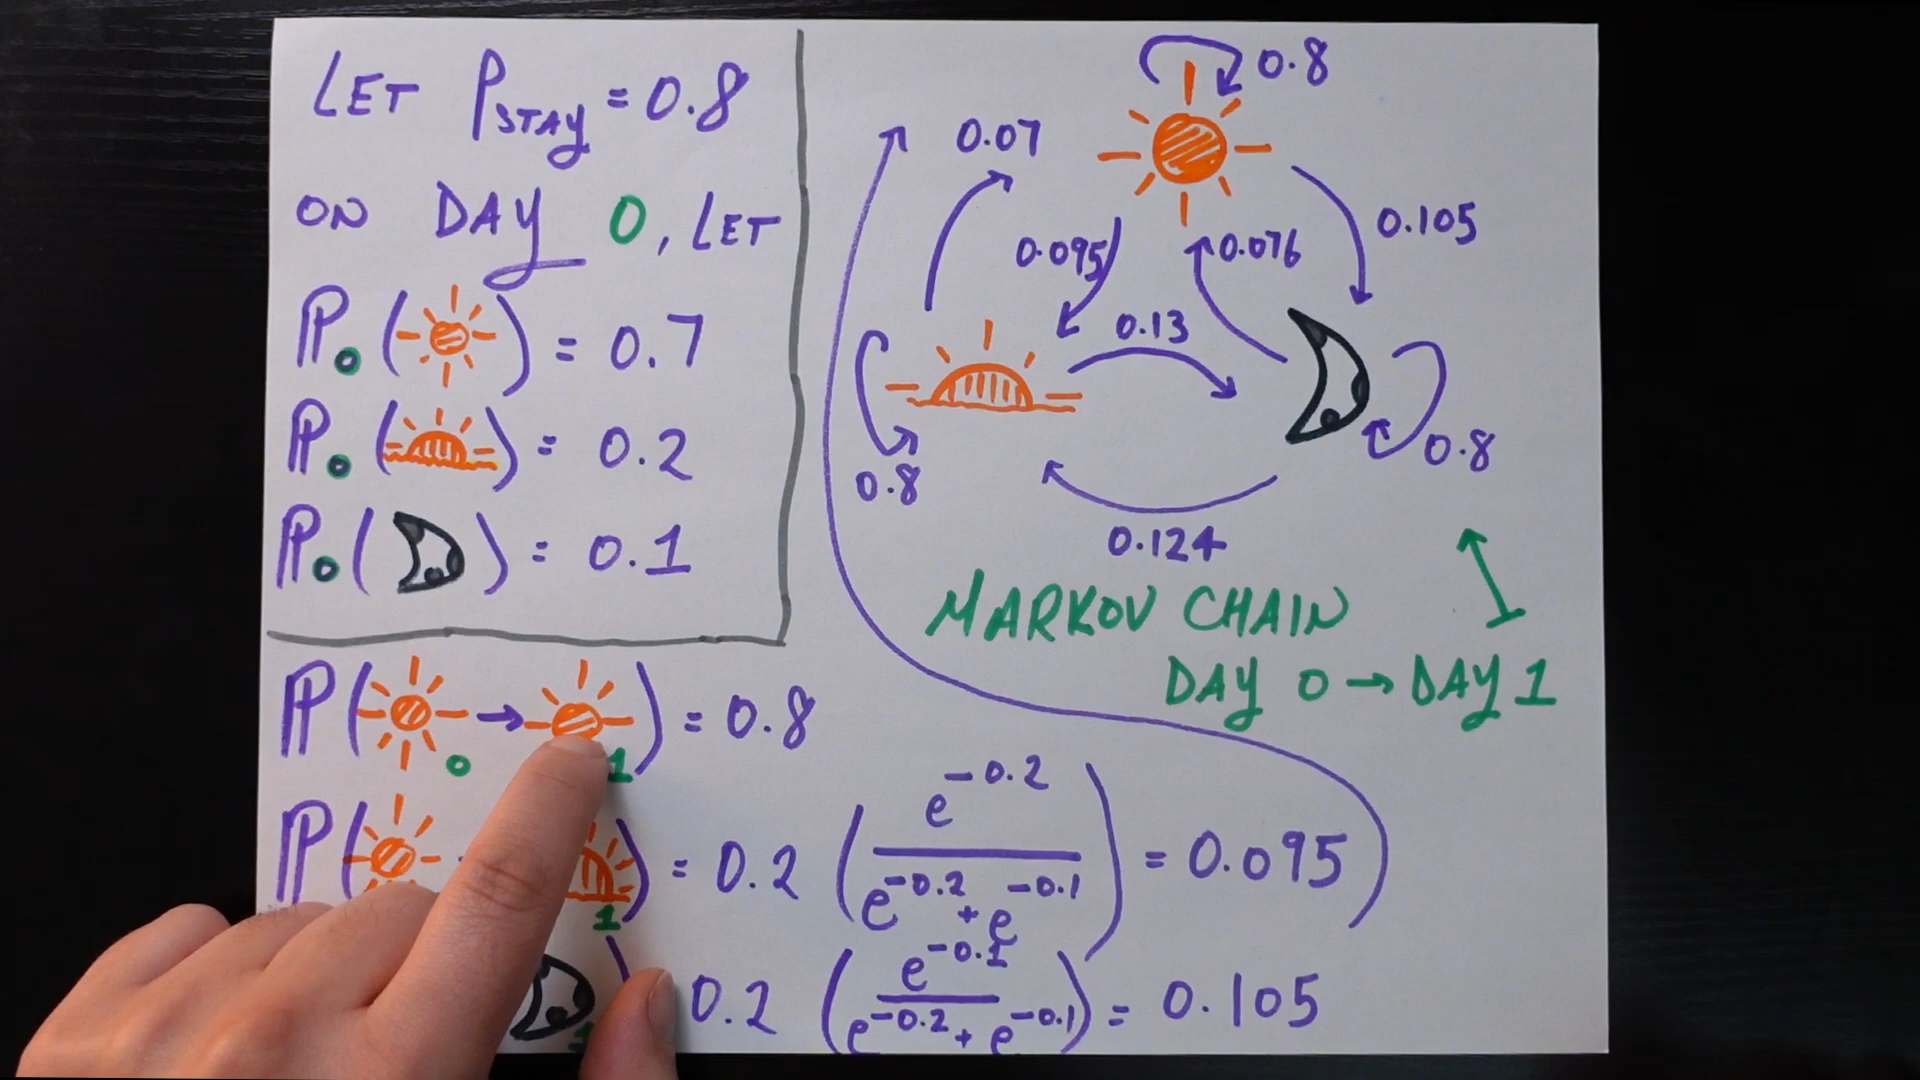 LET P STAY = 0.8
ON DAY 0, LET
P0( ) = 0.7
P0( ) = 0.2
P0( ) = 0.1
P( 0 → 1 ) = 0.8
P( 1 ) = 0.2 ( e^-0.2 / e^-0.2 + e^-0.1 ) = 0.095
) 0.2 ( e^-0.1 / e^-0.2 + e^-0.1 ) = 0.105
0.8
0.07
0.105
0.095
0.076
0.13
0.8
0.8
0.124
MARKOV CHAIN
DAY 0 → DAY 1